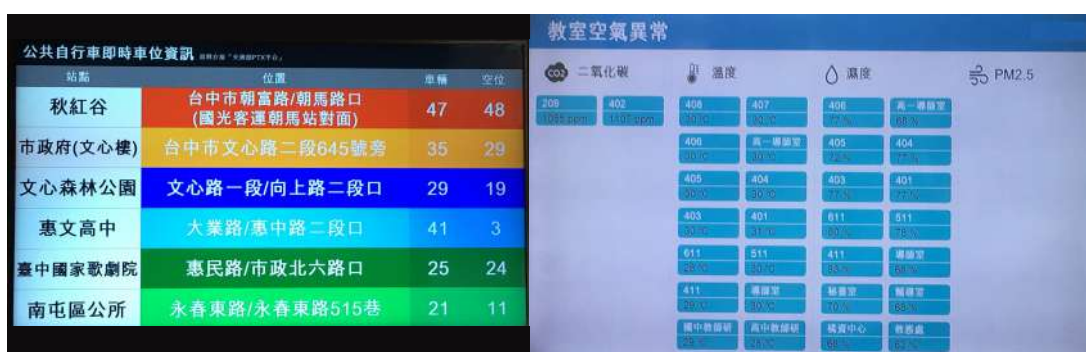 公共自行車即時車位資訊
站點 位置 車輛 空位
秋紅谷 台中市朝富路/朝馬路口 (國光客運朝馬站對面) 47 48
市政府(文心樓) 台中市文心路二段645號旁 35 29
文心森林公園 文心路一段/向上路二段口 29 19
惠文高中 大業路/惠中路二段口 41 3
臺中國家歌劇院 惠民路/市政北六路口 25 24
南屯區公所 永春東路/永春東路515巷 21 11
教室空氣異常
CO2 二氧化碳 溫度 濕度 PM2.5
209 402 408 407 406 高一導師室
406 高一導師室 405 404
405 404 403 401
403 401 611 511
611 511 411 導師室
411 導師室 秘書室 輔導室
國中教師研 高中教師研 橘資中心 教務處